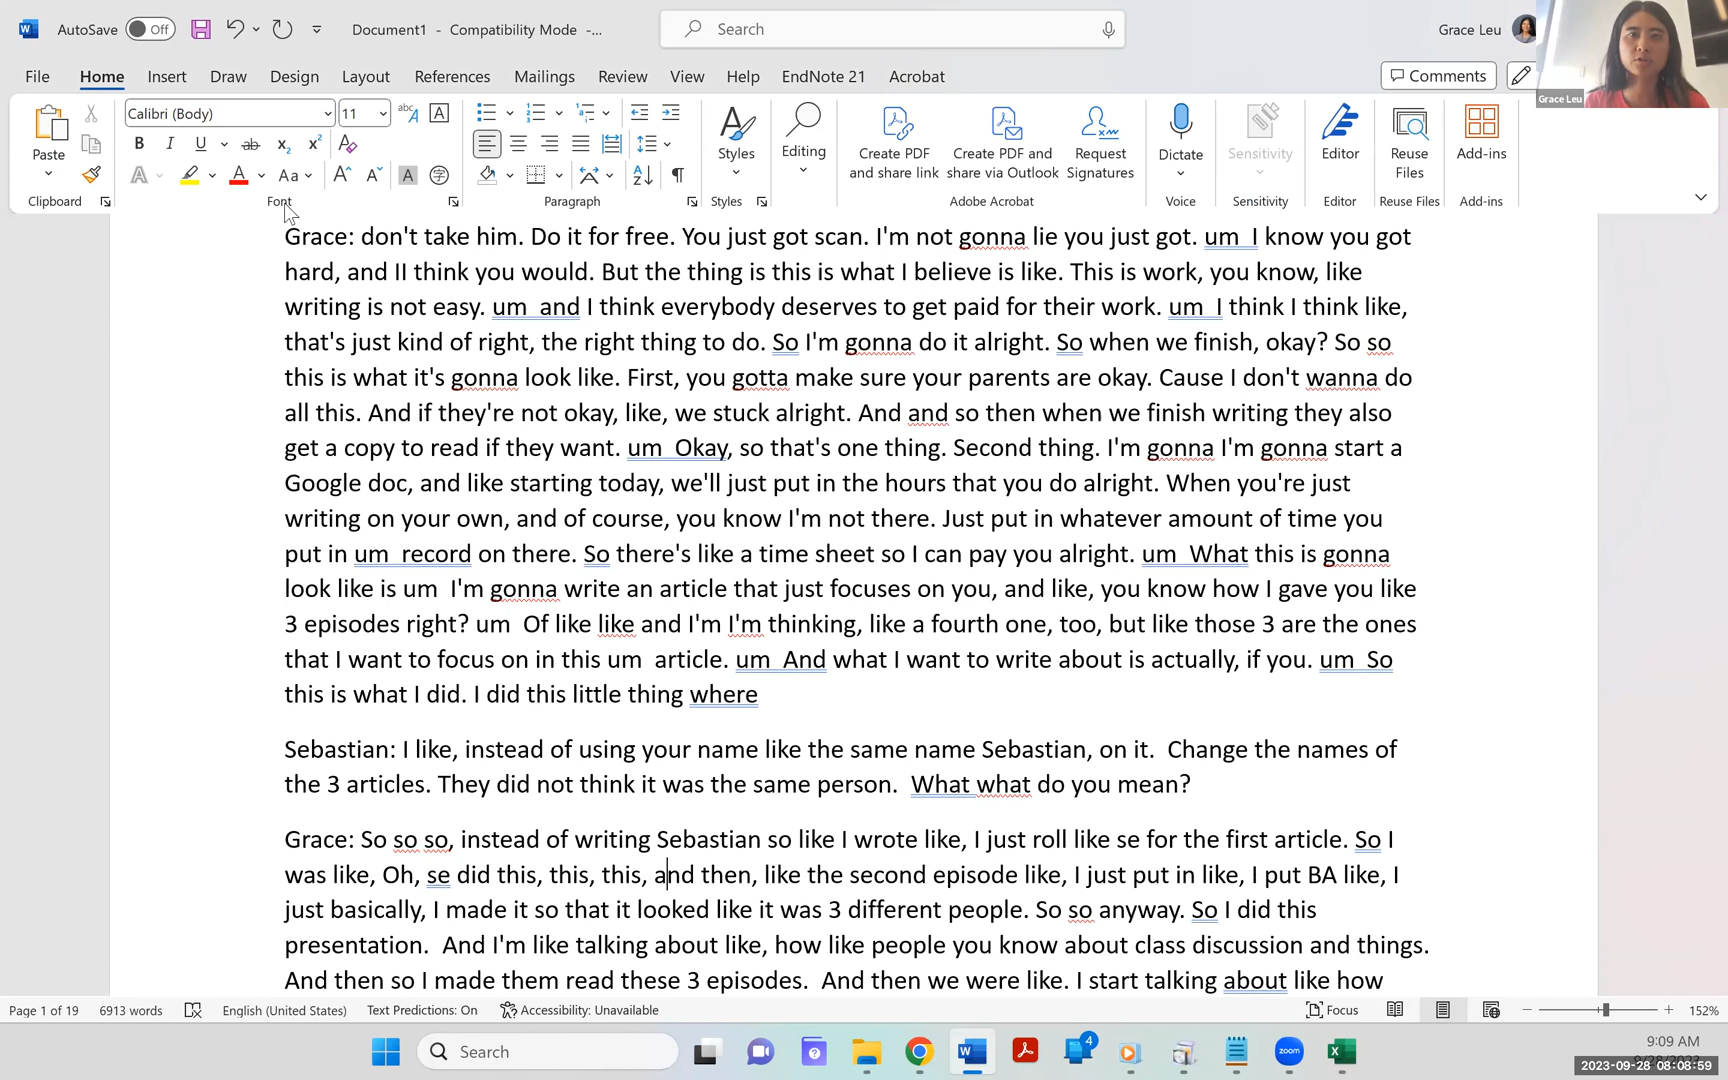 AutoSave Off Document1 - Compatibility Mode -... Search Grace Leu
Grace Leu
File Home Insert Draw Design Layout References Mailings Review View Help EndNote 21 Acrobat Comments
Calibri (Body) 11
Paste
Styles
Editing
Create PDF and share link
Create PDF and share via Outlook
Request Signatures
Dictate
Sensitivity
Editor
Reuse Files
Add-ins
Clipboard Font Paragraph Styles Adobe Acrobat Voice Sensitivity Editor Reuse Files Add-ins
Grace: don't take him. Do it for free. You just got scan. I'm not gonna lie you just got. um  I know you got
hard, and II think you would. But the thing is this is what I believe is like. This is work, you know, like
writing is not easy. um  and I think everybody deserves to get paid for their work. um  I think I think like,
that's just kind of right, the right thing to do. So I'm gonna do it alright. So when we finish, okay? So so
this is what it's gonna look like. First, you gotta make sure your parents are okay. Cause I don't wanna do
all this. And if they're not okay, like, we stuck alright. And and so then when we finish writing they also
get a copy to read if they want. um  Okay, so that's one thing. Second thing. I'm gonna I'm gonna start a
Google doc, and like starting today, we'll just put in the hours that you do alright. When you're just
writing on your own, and of course, you know I'm not there. Just put in whatever amount of time you
put in um  record on there. So there's like a time sheet so I can pay you alright. um  What this is gonna
look like is um  I'm gonna write an article that just focuses on you, and like, you know how I gave you like
3 episodes right? um  Of like like and I'm I'm thinking, like a fourth one, too, but like those 3 are the ones
that I want to focus on in this um  article. um  And what I want to write about is actually, if you. um  So
this is what I did. I did this little thing where
Sebastian: I like, instead of using your name like the same name Sebastian, on it.  Change the names of
the 3 articles. They did not think it was the same person.  What what do you mean?
Grace: So so so, instead of writing Sebastian so like I wrote like, I just roll like se for the first article. So I
was like, Oh, se did this, this, this, and then, like the second episode like, I just put in like, I put BA like, I
just basically, I made it so that it looked like it was 3 different people. So so anyway. So I did this
presentation.  And I'm like talking about like, how like people you know about class discussion and things.
And then so I made them read these 3 episodes.  And then we were like. I start talking about like how
Page 1 of 19 6913 words English (United States) Text Predictions: On Accessibility: Unavailable Focus 152%
Search 4 zoom 9:09 AM
2023-09-28 08:08:59